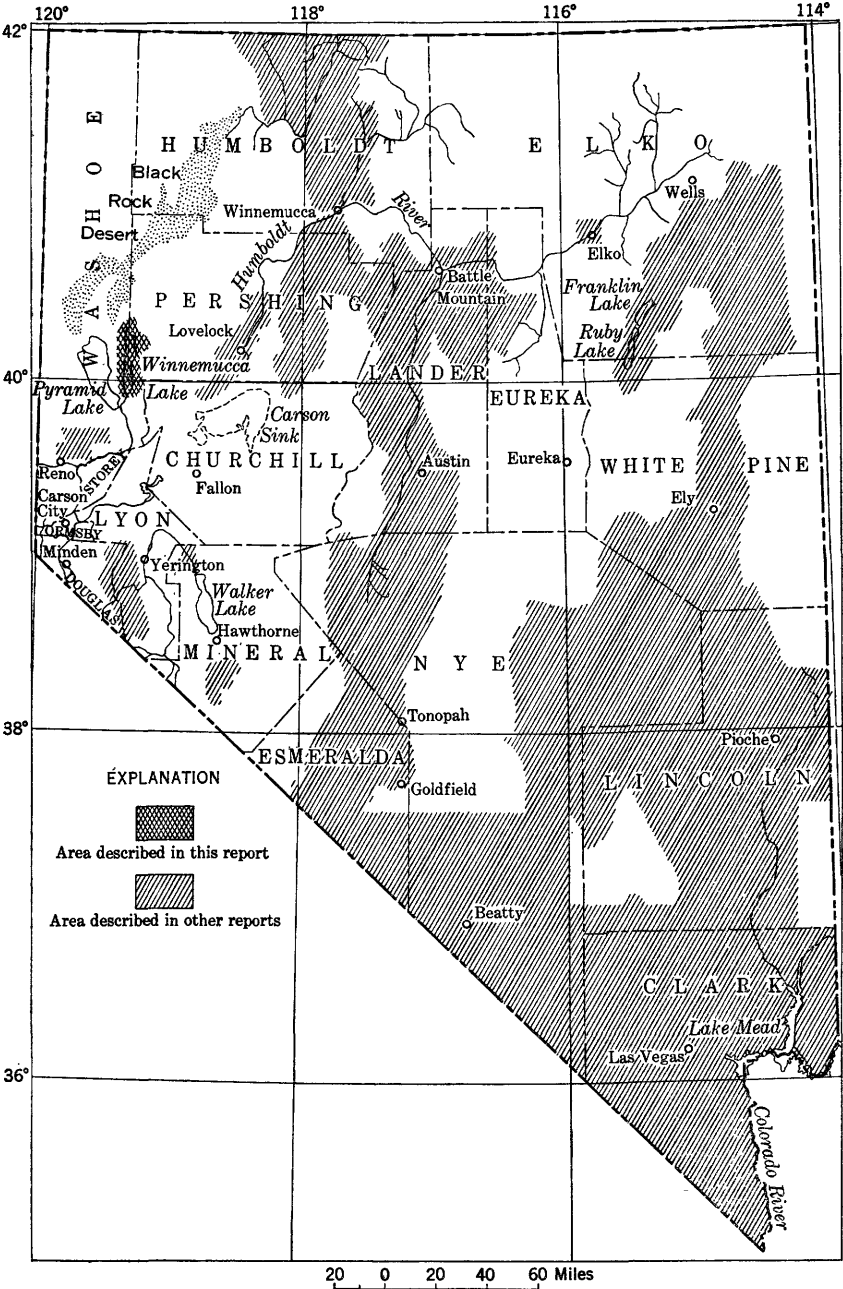 120° 118° 116° 114°
42°
WASHOE
HUMBOLDT
ELKO
Black
Rock
Desert
Winnemucca
Humboldt
River
Wells
Elko
Battle
Mountain
Franklin
Lake
Ruby
Lake
PERSHING
Lovelock
Winnemucca
Lake
Pyramid
Lake
40°
LANDER
EUREKA
Carson
Sink
CHURCHILL
Fallon
Austin
Eureka
WHITE PINE
Ely
Reno
STOREY
Carson
City
LYON
ORMSBY
Minden
DOUGLAS
Yerington
Walker
Lake
Hawthorne
MINERAL
NYE
38°
Tonopah
Pioche
ESMERALDA
Goldfield
LINCOLN
EXPLANATION
Area described in this report
Area described in other reports
Beatty
CLARK
Lake Mead
Las Vegas
36°
Colorado River
20 0 20 40 60 Miles